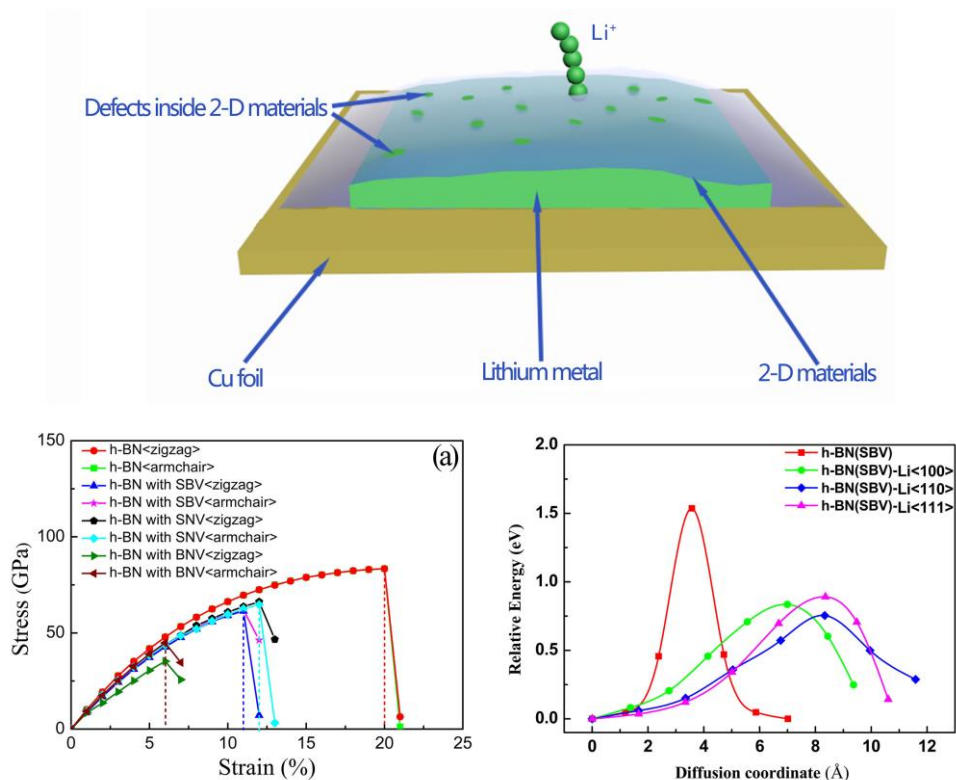 Li⁺
Defects inside 2-D materials
Cu foil
Lithium metal
2-D materials
150
100
50
0
0
5
10
15
20
25
Stress (GPa)
Strain (%)
(a)
h-BN<zigzag>
h-BN<armchair>
h-BN with SBV<zigzag>
h-BN with SBV<armchair>
h-BN with SNV<zigzag>
h-BN with SNV<armchair>
h-BN with BNV<zigzag>
h-BN with BNV<armchair>
2.0
1.5
1.0
0.5
0.0
0
2
4
6
8
10
12
Relative Energy (eV)
Diffusion coordinate (Å)
h-BN(SBV)
h-BN(SBV)-Li<100>
h-BN(SBV)-Li<110>
h-BN(SBV)-Li<111>